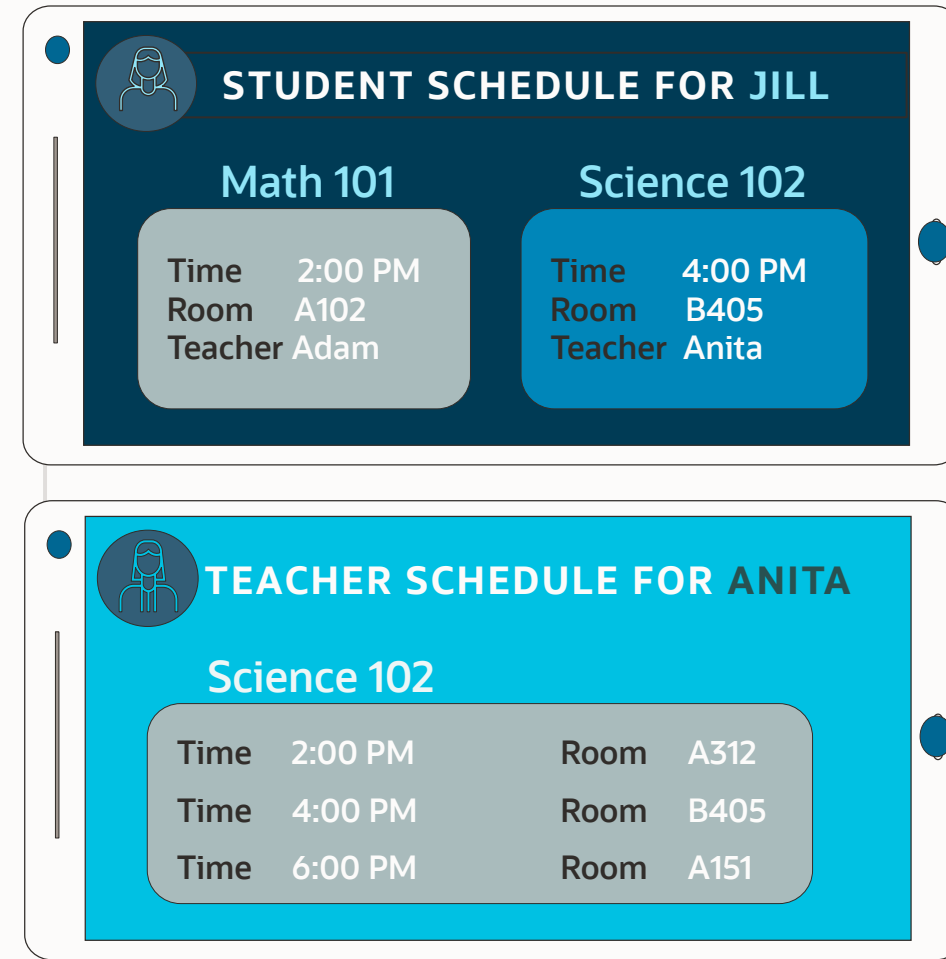 STUDENT SCHEDULE FOR JILL
Math 101
Time 2:00 PM
Room A102
Teacher Adam
Science 102
Time 4:00 PM
Room B405
Teacher Anita
TEACHER SCHEDULE FOR ANITA
Science 102
Time 2:00 PM Room A312
Time 4:00 PM Room B405
Time 6:00 PM Room A151